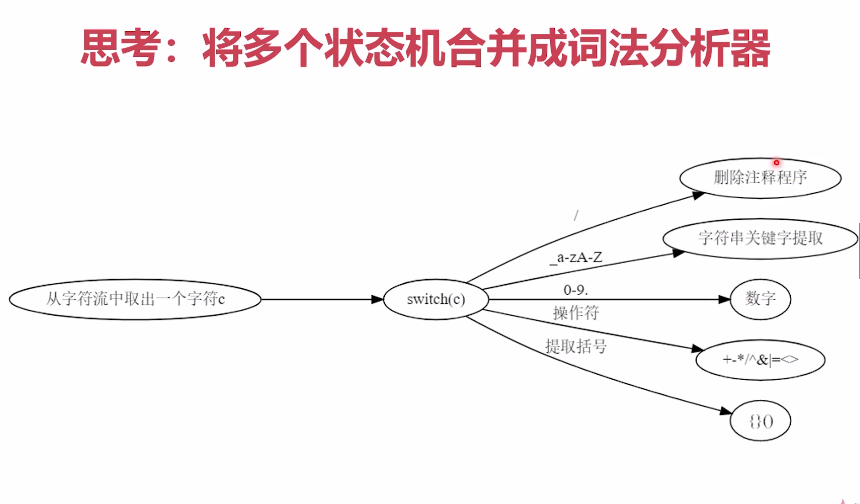 思考：将多个状态机合并成词法分析器
从字符流中取出一个字符c
switch(c)
/
删除注释程序
_a-zA-Z
字符串关键字提取
0-9.
数字
操作符
+-*/^&|=<>
提取括号
{}()